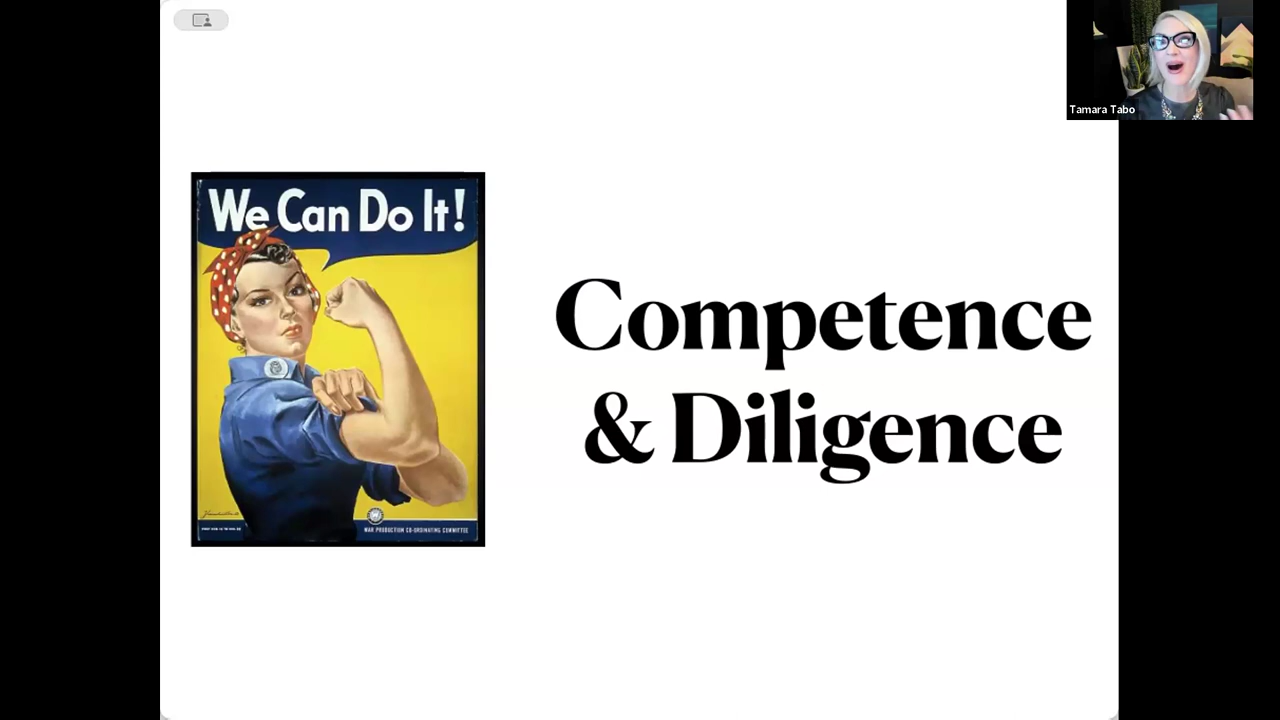 Tamara Tabo
We Can Do It!
Competence
& Diligence
WAR PRODUCTION CO-ORDINATING COMMITTEE